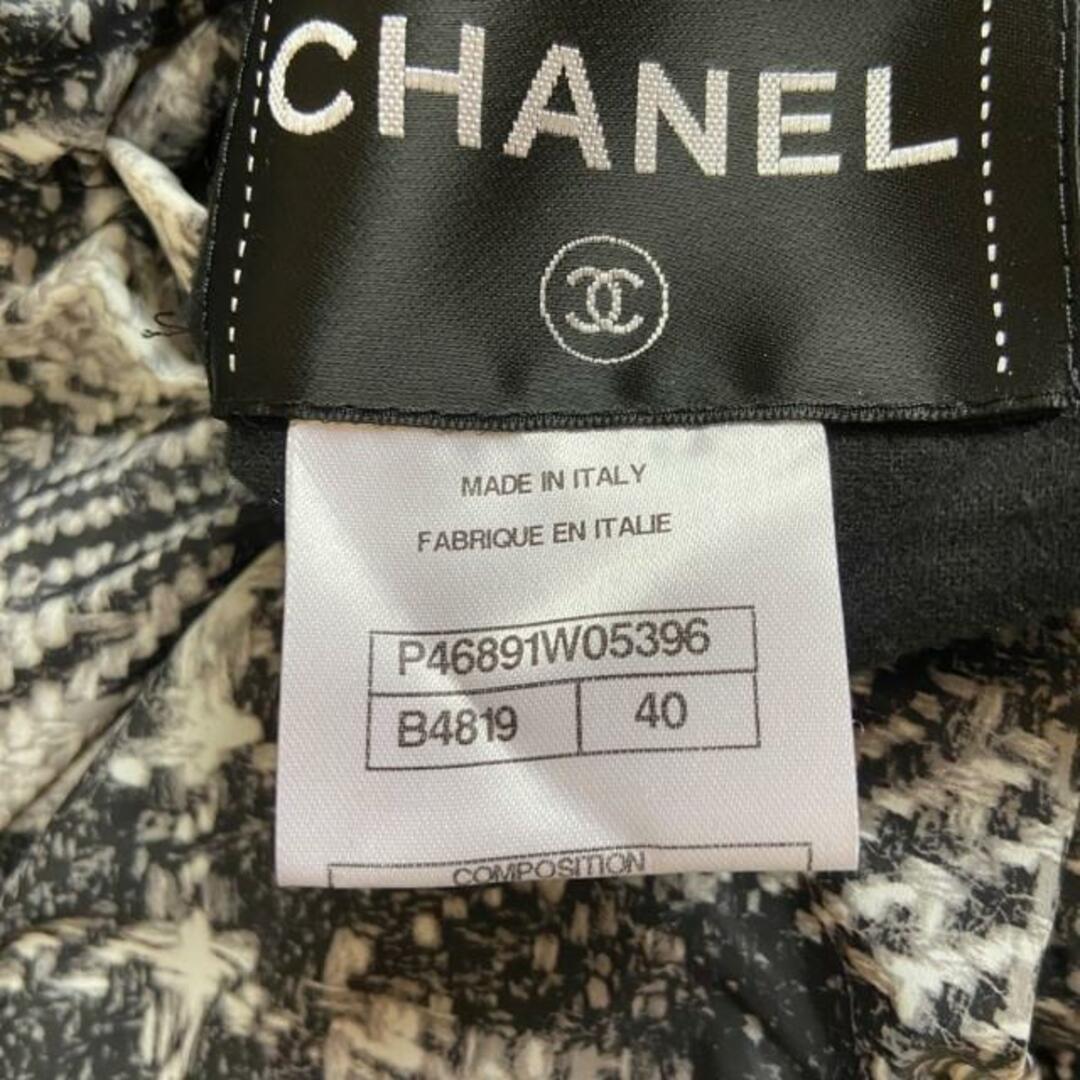 CHANEL
MADE IN ITALY
FABRIQUE EN ITALIE
P46891W05396
B4819 40
COMPOSITION